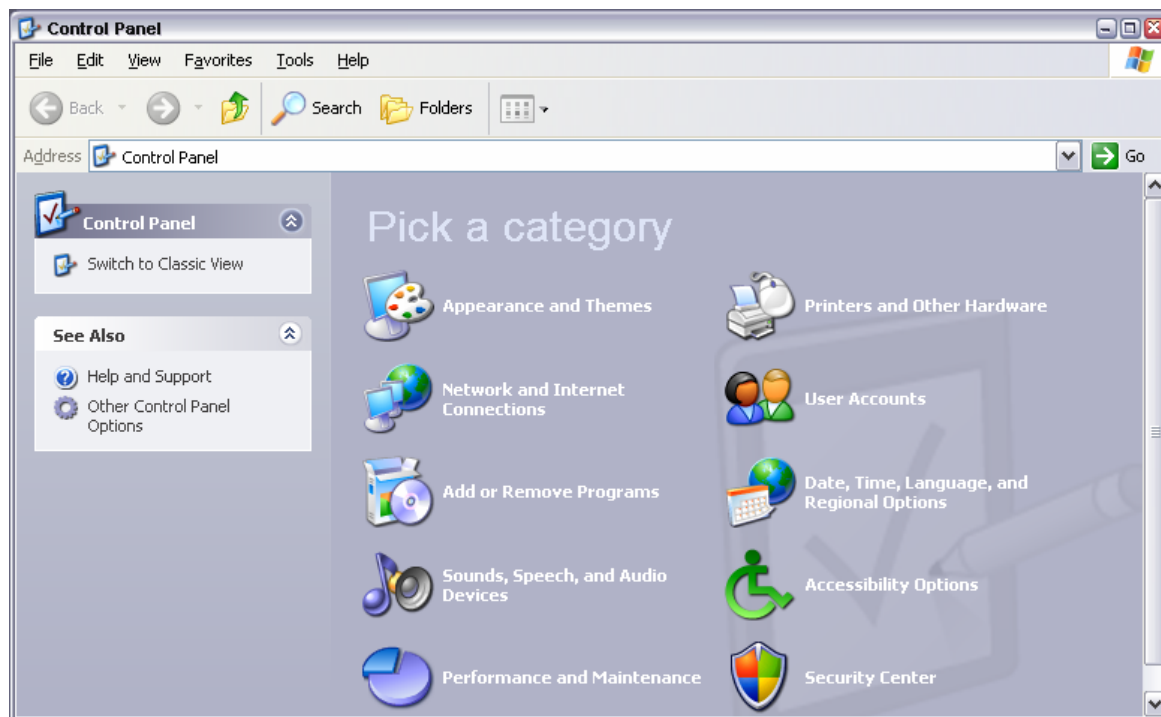 Control Panel
File Edit View Favorites Tools Help
Back Search Folders
Address Control Panel Go
Control Panel
Switch to Classic View
See Also
Help and Support
Other Control Panel
Options
Pick a category
Appearance and Themes
Printers and Other Hardware
Network and Internet
Connections
User Accounts
Add or Remove Programs
Date, Time, Language, and
Regional Options
Sounds, Speech, and Audio
Devices
Accessibility Options
Performance and Maintenance
Security Center